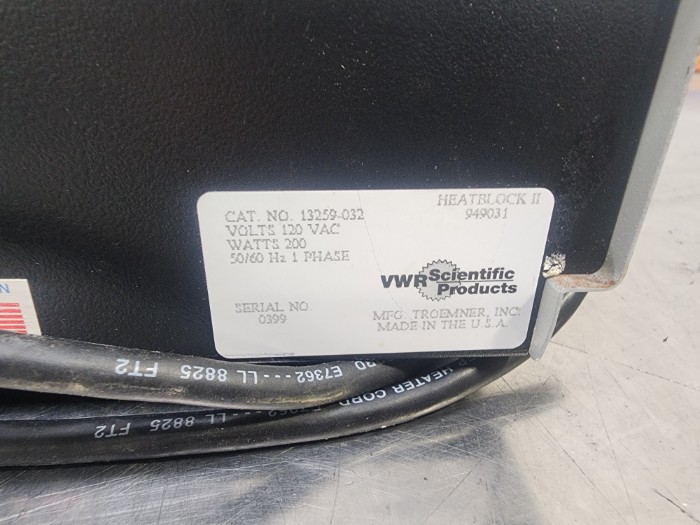 CAT. NO. 13259-032
VOLTS 120 VAC
WATTS 200
50/60 Hz 1 PHASE
HEATBLOCK II
949031
VWR Scientific
Products
SERIAL NO.
0399
MFG. TROEMNER, INC.
MADE IN THE U.S.A.
N
E7362---LL 8825 FT2
HEATER CORD
LL 8825 FT2